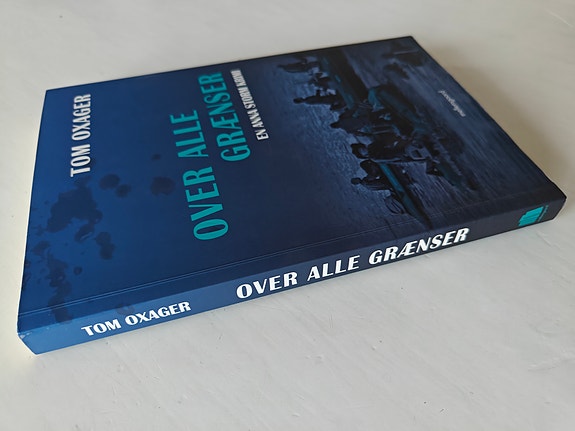 TOM OXAGER
OVER ALLE
GRÆNSER
EN ANNA STORM KRIMI
TOM OXAGER
OVER ALLE GRÆNSER